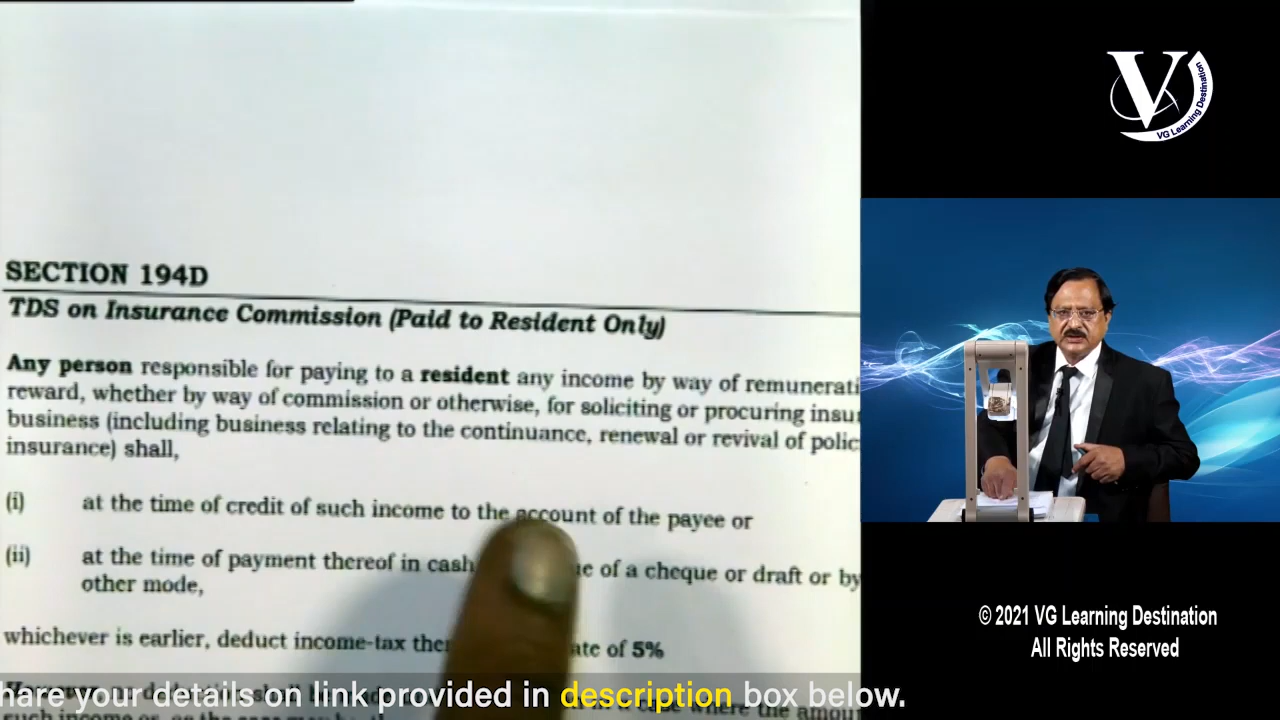 SECTION 194D
TDS on Insurance Commission (Paid to Resident Only)
Any person responsible for paying to a resident any income by way of remunerati
reward, whether by way of commission or otherwise, for soliciting or procuring insu
business (including business relating to the continuance, renewal or revival of polic
insurance) shall,
(i) at the time of credit of such income to the account of the payee or
(ii) at the time of payment thereof in cash of a cheque or draft or by
other mode,
whichever is earlier, deduct income-tax ate of 5%
hare your details on link provided in description box below.
V
VG Learning Destination
© 2021 VG Learning Destination
All Rights Reserved